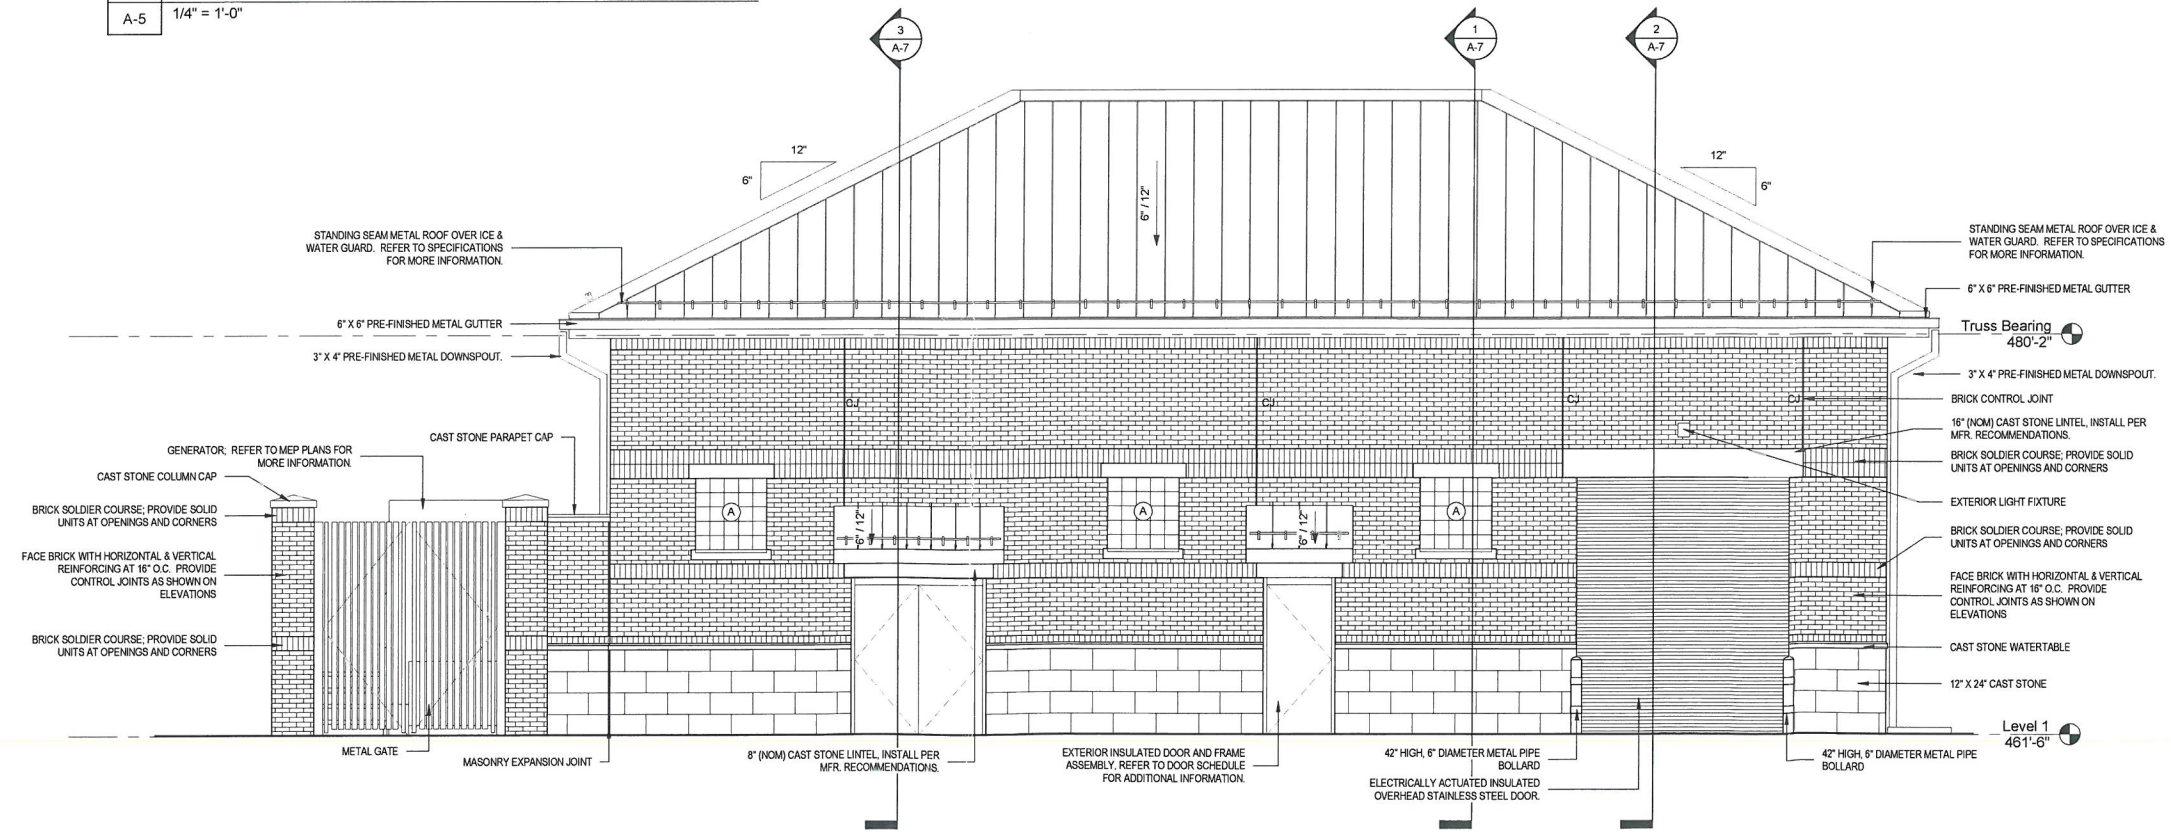 A-5
1/4" = 1'-0"
3
A-7
1
A-7
2
A-7
12"
6"
12"
6"
6" / 12"
STANDING SEAM METAL ROOF OVER ICE &
WATER GUARD.  REFER TO SPECIFICATIONS
FOR MORE INFORMATION.
STANDING SEAM METAL ROOF OVER ICE &
WATER GUARD.  REFER TO SPECIFICATIONS
FOR MORE INFORMATION.
6" X 6" PRE-FINISHED METAL GUTTER
6" X 6" PRE-FINISHED METAL GUTTER
Truss Bearing
480'-2"
3" X 4" PRE-FINISHED METAL DOWNSPOUT.
3" X 4" PRE-FINISHED METAL DOWNSPOUT.
CJ
CJ
CJ
CJ
BRICK CONTROL JOINT
16" (NOM) CAST STONE LINTEL, INSTALL PER
MFR. RECOMMENDATIONS.
CAST STONE PARAPET CAP
GENERATOR;  REFER TO MEP PLANS FOR
MORE INFORMATION.
BRICK SOLDIER COURSE; PROVIDE SOLID
UNITS AT OPENINGS AND CORNERS
CAST STONE COLUMN CAP
EXTERIOR LIGHT FIXTURE
BRICK SOLDIER COURSE; PROVIDE SOLID
UNITS AT OPENINGS AND CORNERS
A
A
A
6" / 12"
6" / 12"
BRICK SOLDIER COURSE; PROVIDE SOLID
UNITS AT OPENINGS AND CORNERS
FACE BRICK WITH HORIZONTAL & VERTICAL
REINFORCING AT 16" O.C.  PROVIDE
CONTROL JOINTS AS SHOWN ON
ELEVATIONS
FACE BRICK WITH HORIZONTAL & VERTICAL
REINFORCING AT 16" O.C.  PROVIDE
CONTROL JOINTS AS SHOWN ON
ELEVATIONS
BRICK SOLDIER COURSE; PROVIDE SOLID
UNITS AT OPENINGS AND CORNERS
CAST STONE WATERTABLE
12" X 24" CAST STONE
Level 1
461'-6"
METAL GATE
MASONRY EXPANSION JOINT
8" (NOM) CAST STONE LINTEL, INSTALL PER
MFR. RECOMMENDATIONS.
EXTERIOR INSULATED DOOR AND FRAME
ASSEMBLY, REFER TO DOOR SCHEDULE
FOR ADDITIONAL INFORMATION.
42" HIGH, 6" DIAMETER METAL PIPE
BOLLARD
ELECTRICALLY ACTUATED INSULATED
OVERHEAD STAINLESS STEEL DOOR.
42" HIGH, 6" DIAMETER METAL PIPE
BOLLARD